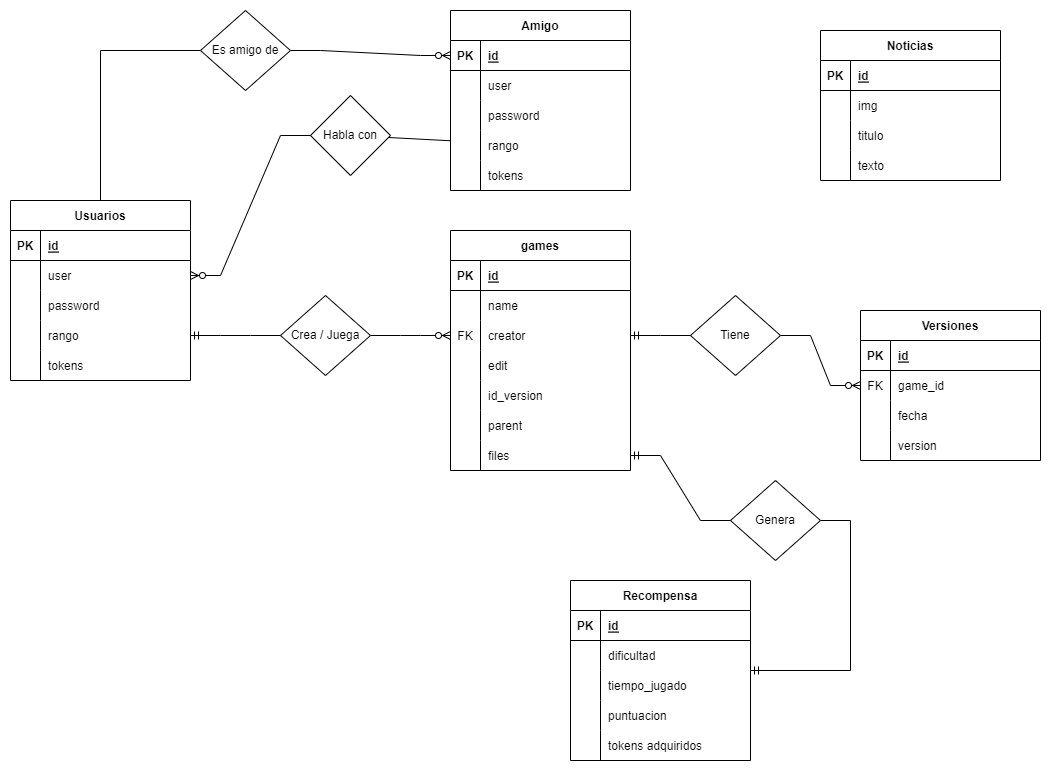 Es amigo de
Amigo
PK id
user
password
rango
tokens
Noticias
PK id
img
titulo
texto
Habla con
Usuarios
PK id
user
password
rango
tokens
Crea / Juega
games
PK id
name
FK creator
edit
id_version
parent
files
Tiene
Versiones
PK id
FK game_id
fecha
version
Genera
Recompensa
PK id
dificultad
tiempo_jugado
puntuacion
tokens adquiridos